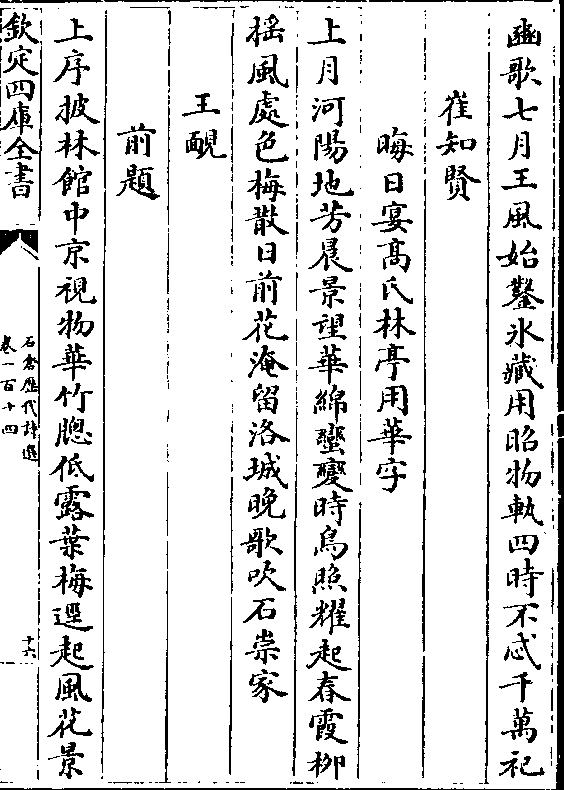 豳歌七月王風始鑿氷藏用昭物軌四時不忒千萬祀
崔知賢
晦日宴髙氏林亭用華字
上月河陽地芳晨景望華綿蠻變時鳥照耀起春霞柳
揺風處色梅散日前花淹留洛城晚歌吹石崇家
王覿
前題
上序披林館中京視物華竹牕低露葉梅逕起風花景
欽定四庫全書
石倉歴代詩選
卷一百十四
十六